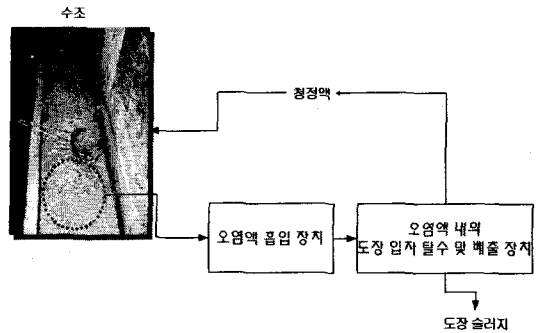 수조
청정액
오염액 흡입 장치
오염액 내의
도장 입자 탈수 및 배출 장치
도장 슬러지